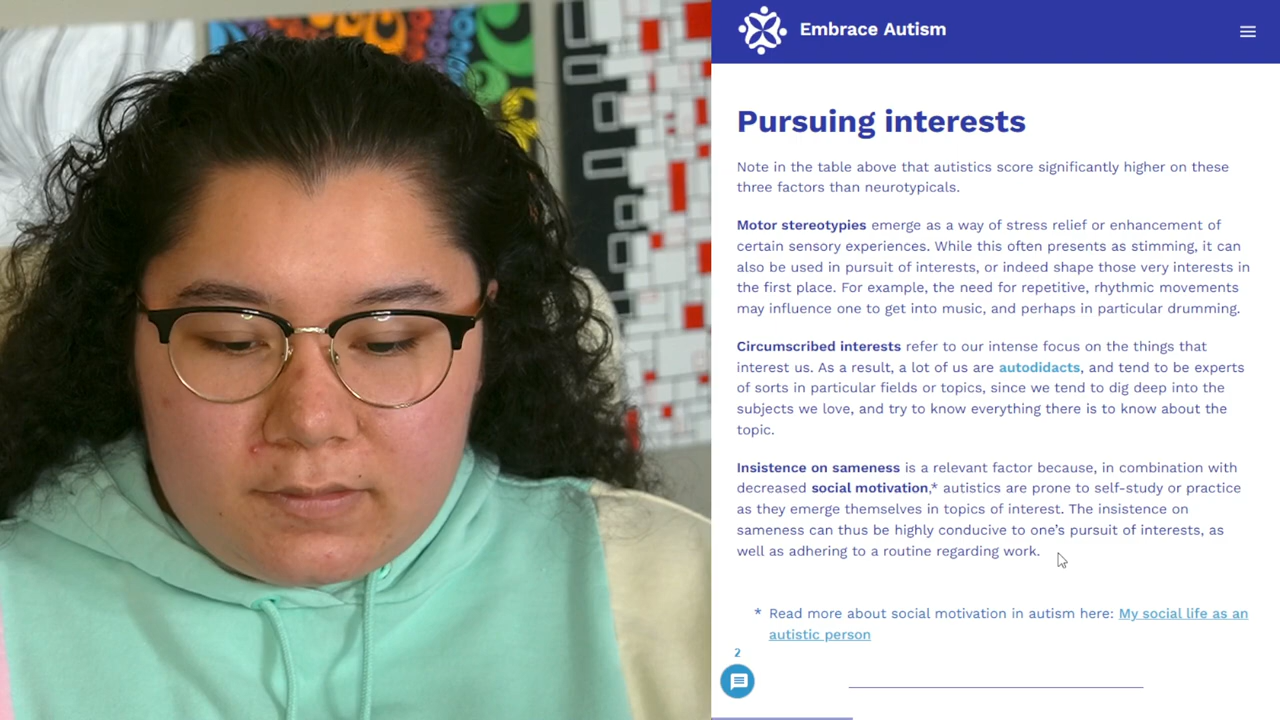 Embrace Autism
Pursuing interests
Note in the table above that autistics score significantly higher on these
three factors than neurotypicals.
Motor stereotypies emerge as a way of stress relief or enhancement of
certain sensory experiences. While this often presents as stimming, it can
also be used in pursuit of interests, or indeed shape those very interests in
the first place. For example, the need for repetitive, rhythmic movements
may influence one to get into music, and perhaps in particular drumming.
Circumscribed interests refer to our intense focus on the things that
interest us. As a result, a lot of us are autodidacts, and tend to be experts
of sorts in particular fields or topics, since we tend to dig deep into the
subjects we love, and try to know everything there is to know about the
topic.
Insistence on sameness is a relevant factor because, in combination with
decreased social motivation,* autistics are prone to self-study or practice
as they emerge themselves in topics of interest. The insistence on
sameness can thus be highly conducive to one's pursuit of interests, as
well as adhering to a routine regarding work.
* Read more about social motivation in autism here: My social life as an
autistic person
2